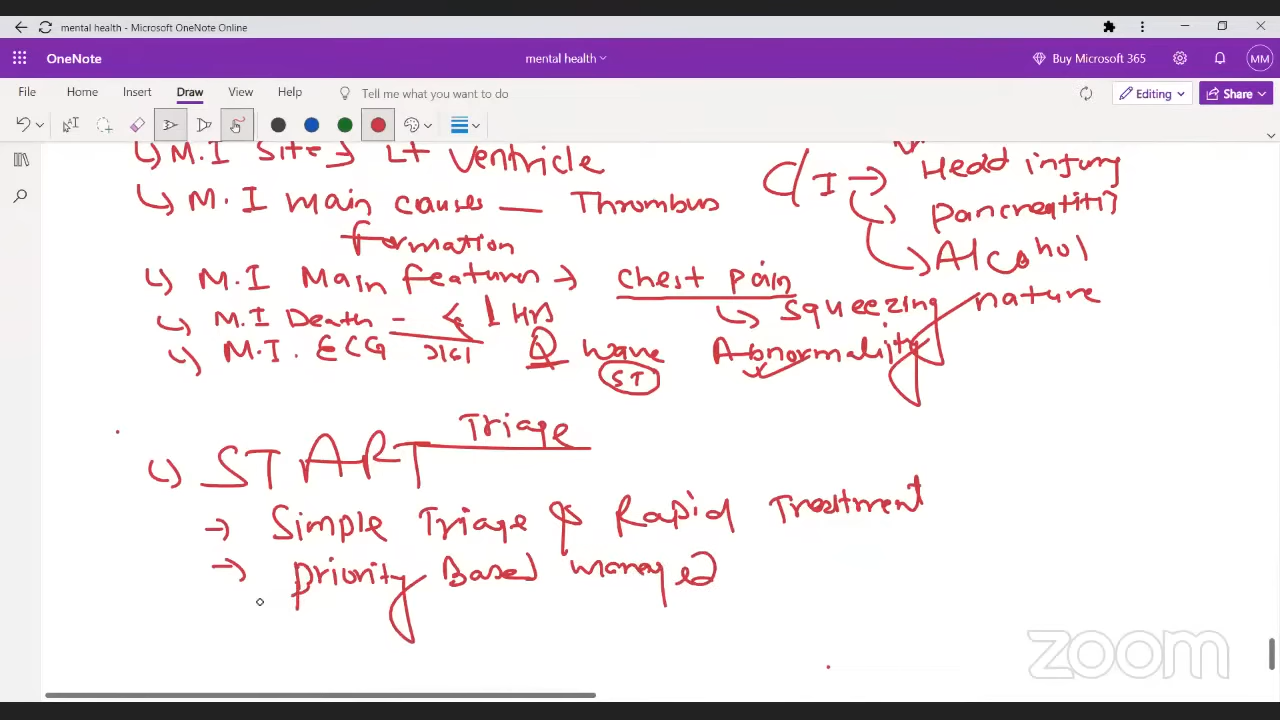 mental health - Microsoft OneNote Online
OneNote
mental health
Buy Microsoft 365
MM
File Home Insert Draw View Help Tell me what you want to do
Editing
Share
M.I Site → Lt Ventricle
M.I main causes — Thrombus
formation
M.I Main features → chest pain
squeezing nature
M.I Death - < 1 Hrs
M.I. ECG Q wave Abnormality
ST
C/I → Head injury
Pancreatitis
Alcohol
START Triage
→ Simple Triage & Rapid Treatment
→ Priority Based managed
zoom